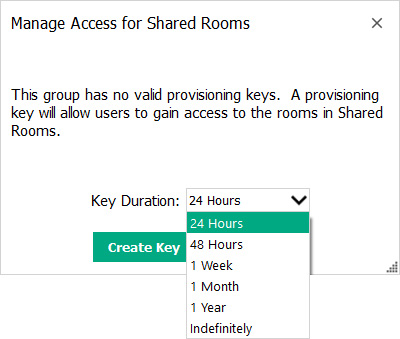 Manage Access for Shared Rooms
This group has no valid provisioning keys.  A provisioning
key will allow users to gain access to the rooms in Shared
Rooms.
Key Duration: 24 Hours
24 Hours
48 Hours
Create Key
1 Week
1 Month
1 Year
Indefinitely